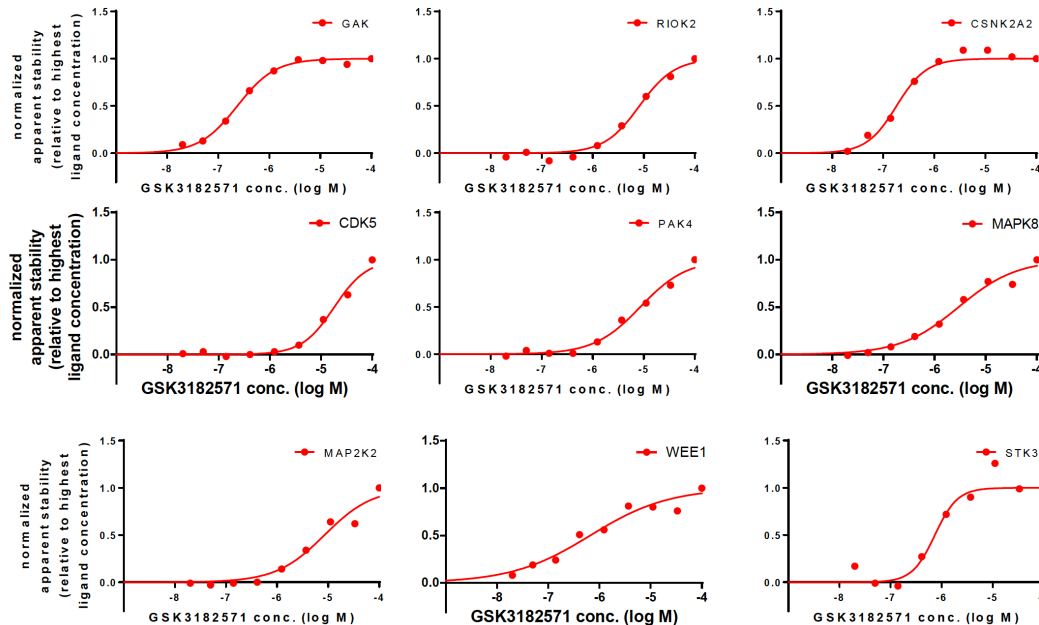 normalized
apparent stability
(relative to highest
ligand concentration)
GAK
1.5
1.0
0.5
0.0
-8 -7 -6 -5 -4
GSK3182571 conc. (log M)
RIOK2
1.5
1.0
0.5
0.0
-8 -7 -6 -5 -4
GSK3182571 conc. (log M)
CSNK2A2
1.5
1.0
0.5
0.0
-8 -7 -6 -5 -4
GSK3182571 conc. (log M)
normalized
apparent stability
(relative to highest
ligand concentration)
CDK5
1.5
1.0
0.5
0.0
-8 -7 -6 -5 -4
GSK3182571 conc. (log M)
PAK4
1.5
1.0
0.5
0.0
-8 -7 -6 -5 -4
GSK3182571 conc. (log M)
MAPK8
1.5
1.0
0.5
0.0
-8 -7 -6 -5 -4
GSK3182571 conc. (log M)
normalized
apparent stability
(relative to highest
ligand concentration)
MAP2K2
1.5
1.0
0.5
0.0
-8 -7 -6 -5 -4
GSK3182571 conc. (log M)
WEE1
1.5
1.0
0.5
0.0
-8 -7 -6 -5 -4
GSK3182571 conc. (log M)
STK3
1.5
1.0
0.5
0.0
-8 -7 -6 -5 -4
GSK3182571 conc. (log M)